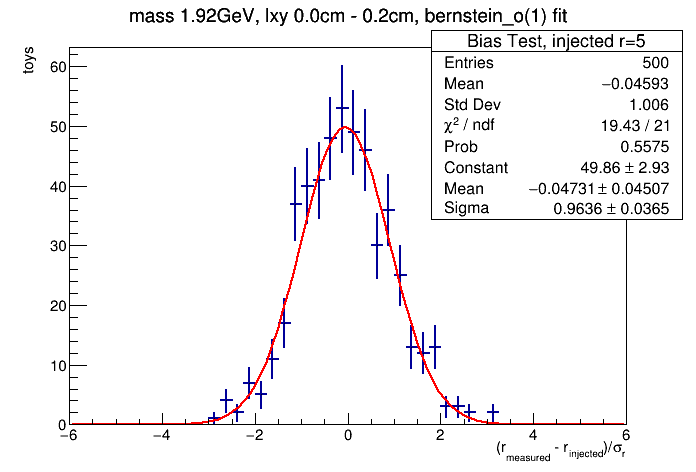 mass 1.92GeV, lxy 0.0cm - 0.2cm, bernstein_o(1) fit
Bias Test, injected r=5
Entries 500
Mean −0.04593
Std Dev 1.006
χ² / ndf 19.43 / 21
Prob 0.5575
Constant 49.86 ± 2.93
Mean −0.04731 ± 0.04507
Sigma 0.9636 ± 0.0365
toys
60
50
40
30
20
10
0
−6 −4 −2 0 2 4 6
(r_measured - r_injected)/σ_r